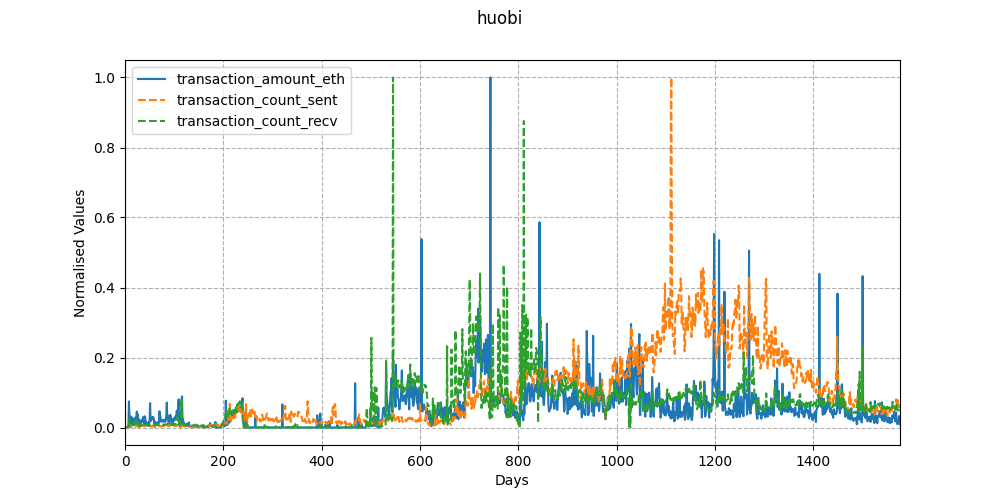 huobi
transaction_amount_eth
transaction_count_sent
transaction_count_recv
1.0
0.8
0.6
0.4
0.2
0.0
Normalised Values
0 200 400 600 800 1000 1200 1400
Days